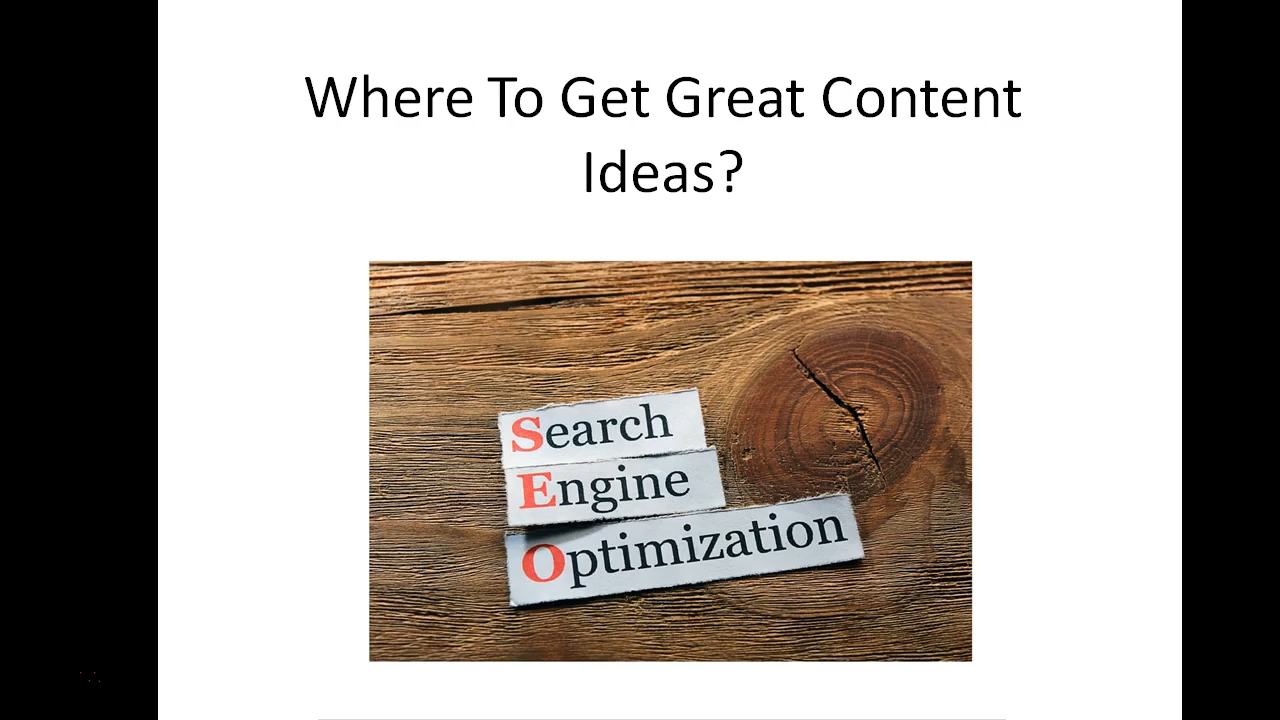 Where To Get Great Content
Ideas?
Search
Engine
Optimization